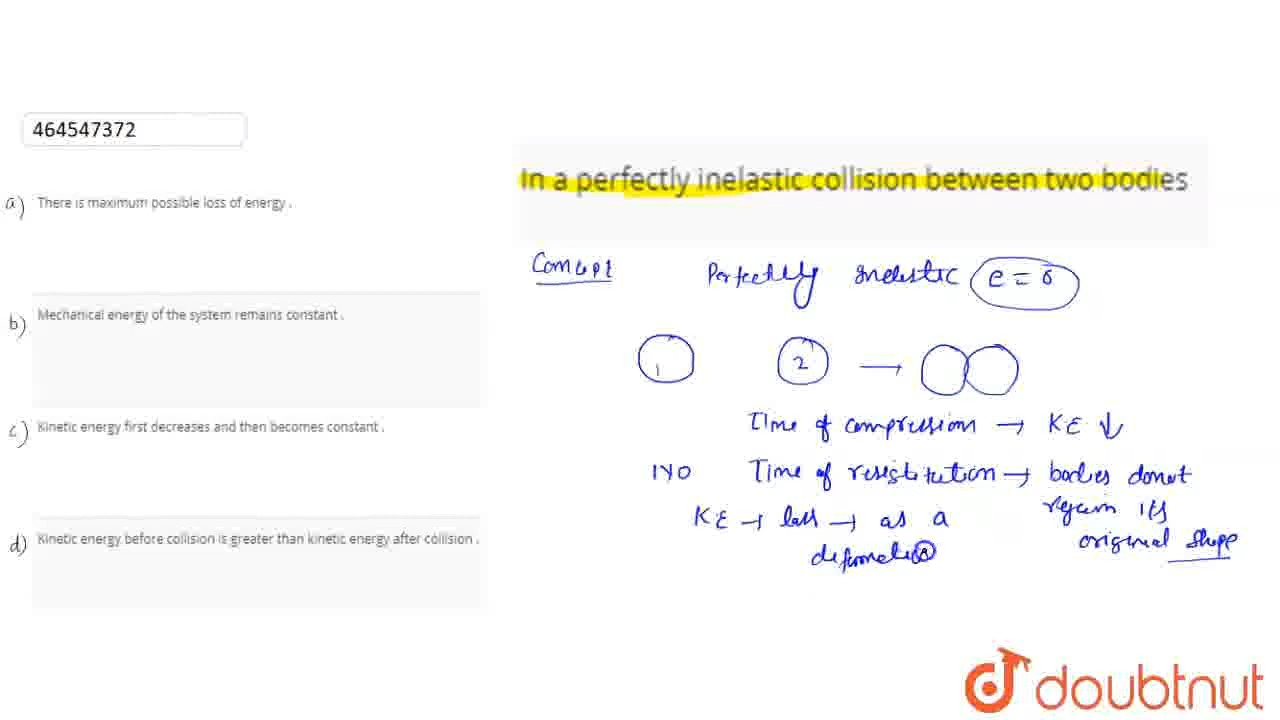 464547372
In a perfectly inelastic collision between two bodies
a) There is maximum possible loss of energy .
b) Mechanical energy of the system remains constant .
c) Kinetic energy first decreases and then becomes constant .
d) Kinetic energy before collision is greater than kinetic energy after collision .
Concept Perfectly Inelastic e = 0
1 2 →
Time of compression → KE ↓
NO Time of restitution → bodies donot
regain its
original shape
KE → loss → as a
deformation
doubtnut